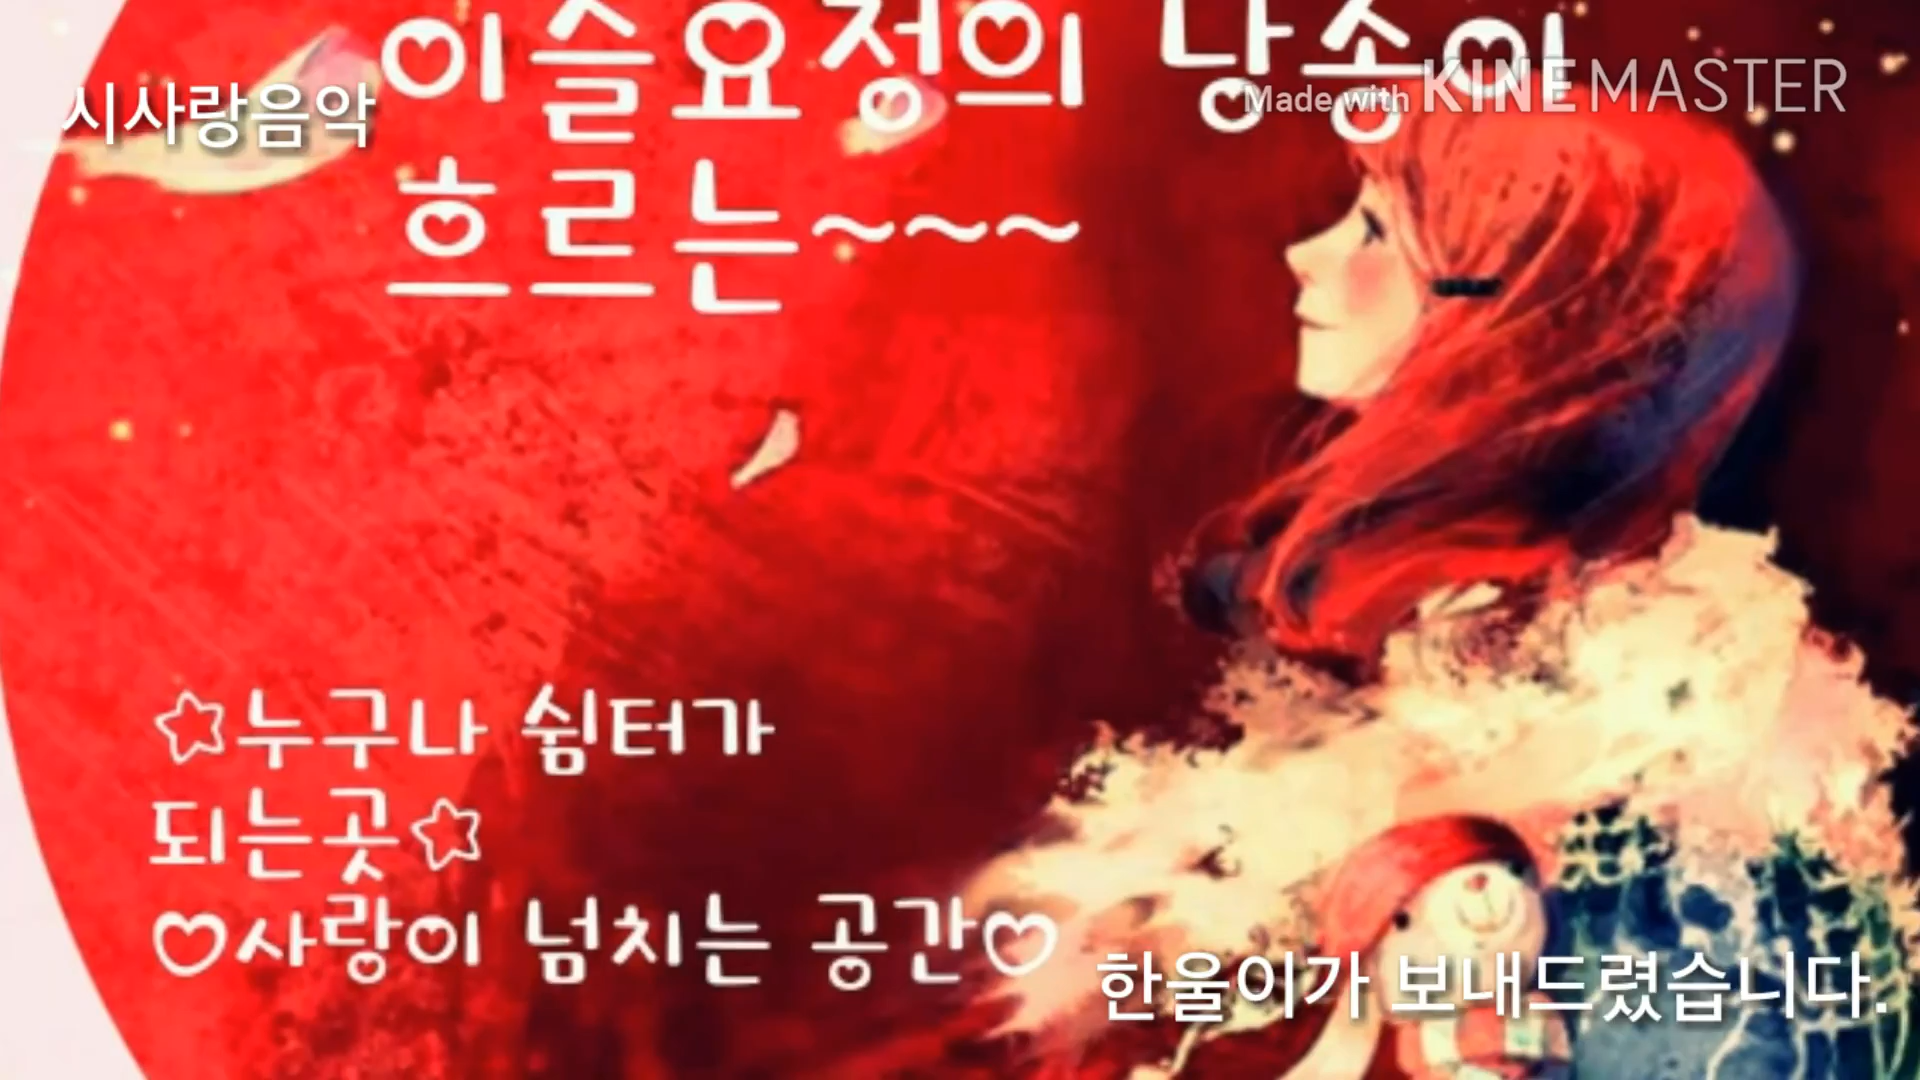 이슬요정의 낭송이
시사랑음악
Made with KINEMASTER
흐르는~~~
☆누구나 쉼터가
되는곳☆
♡사랑이 넘치는 공간♡
한울이가 보내드렸습니다.